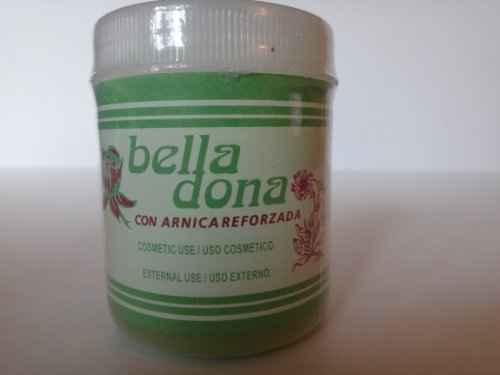 bella
dona
CON ARNICA REFORZADA
COSMETIC USE / USO COSMETICO.
EXTERNAL USE / USO EXTERNO.